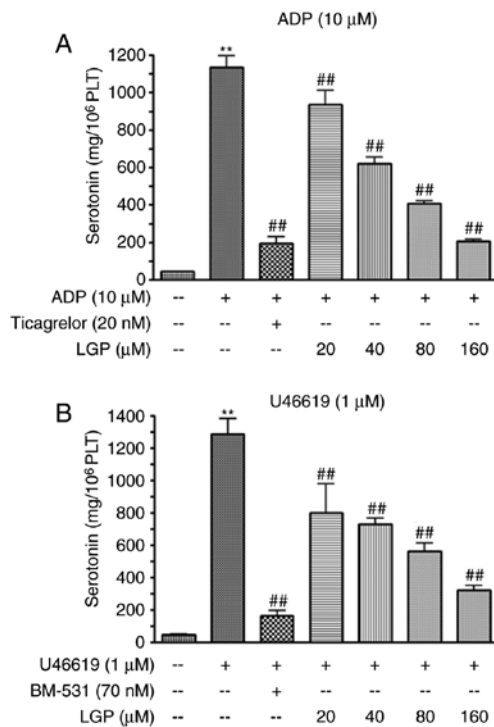 ADP (10 μM)
A
Serotonin (mg/10⁶ PLT)
1200
1000
800
600
400
200
0
**
##
##
##
##
##
ADP (10 μM) -- + + + + + +
Ticagrelor (20 nM) -- -- + -- -- -- --
LGP (μM) -- -- -- 20 40 80 160
B
U46619 (1 μM)
Serotonin (mg/10⁶ PLT)
1400
1200
1000
800
600
400
200
0
**
##
##
##
##
##
U46619 (1 μM) -- + + + + + +
BM-531 (70 nM) -- -- + -- -- -- --
LGP (μM) -- -- -- 20 40 80 160